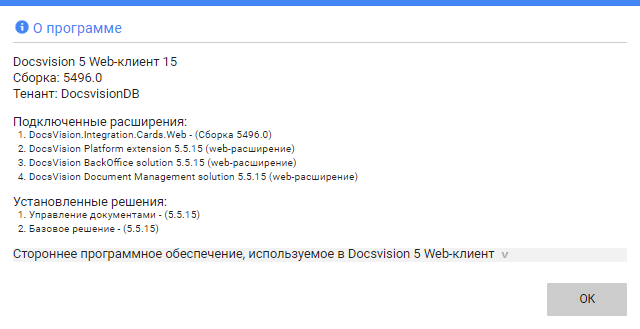 О программе
Docsvision 5 Web-клиент 15
Сборка: 5496.0
Тенант: DocsvisionDB
Подключенные расширения:
1. DocsVision.Integration.Cards.Web - (Сборка 5496.0)
2. DocsVision Platform extension 5.5.15 (web-расширение)
3. DocsVision BackOffice solution 5.5.15 (web-расширение)
4. DocsVision Document Management solution 5.5.15 (web-расширение)
Установленные решения:
1. Управление документами - (5.5.15)
2. Базовое решение - (5.5.15)
Стороннее программное обеспечение, используемое в Docsvision 5 Web-клиент v
OK